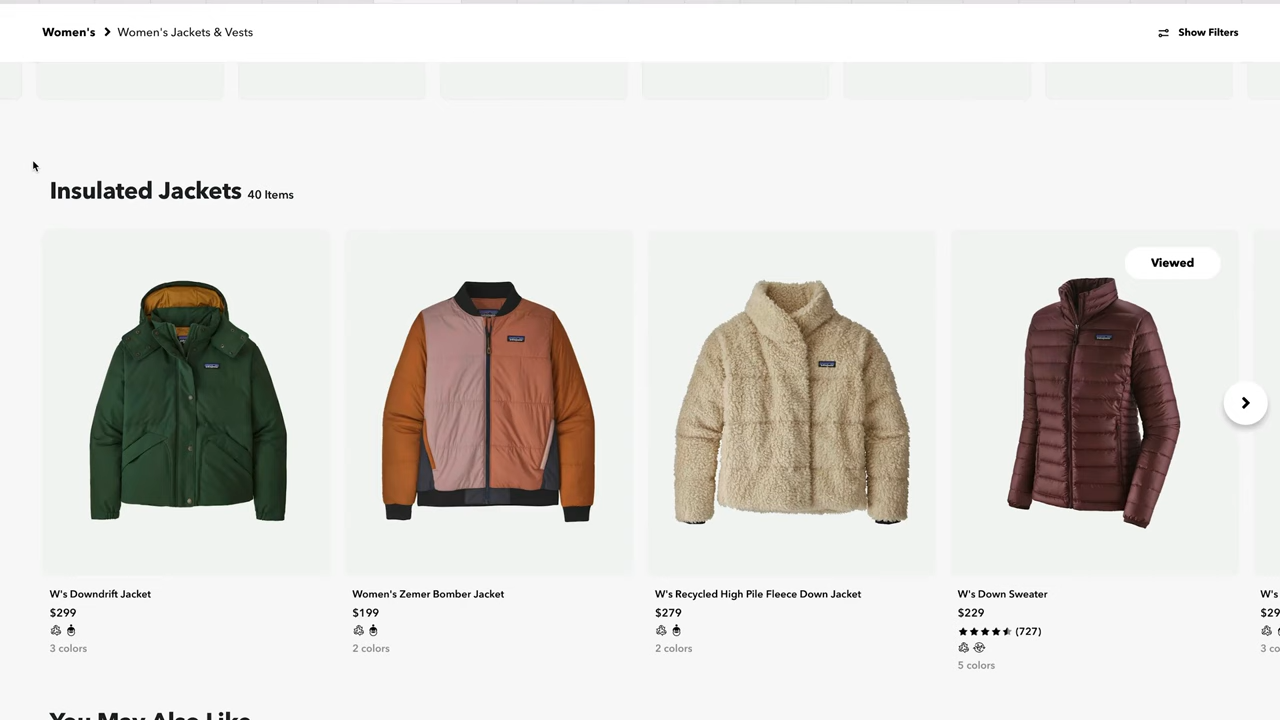 Women's
Women's Jackets & Vests
Show Filters
Insulated Jackets 40 Items
Viewed
W's Downdrift Jacket
$299
3 colors
Women's Zemer Bomber Jacket
$199
2 colors
W's Recycled High Pile Fleece Down Jacket
$279
2 colors
W's Down Sweater
$229
(727)
5 colors
W's
$29
3 co
You May Also Like